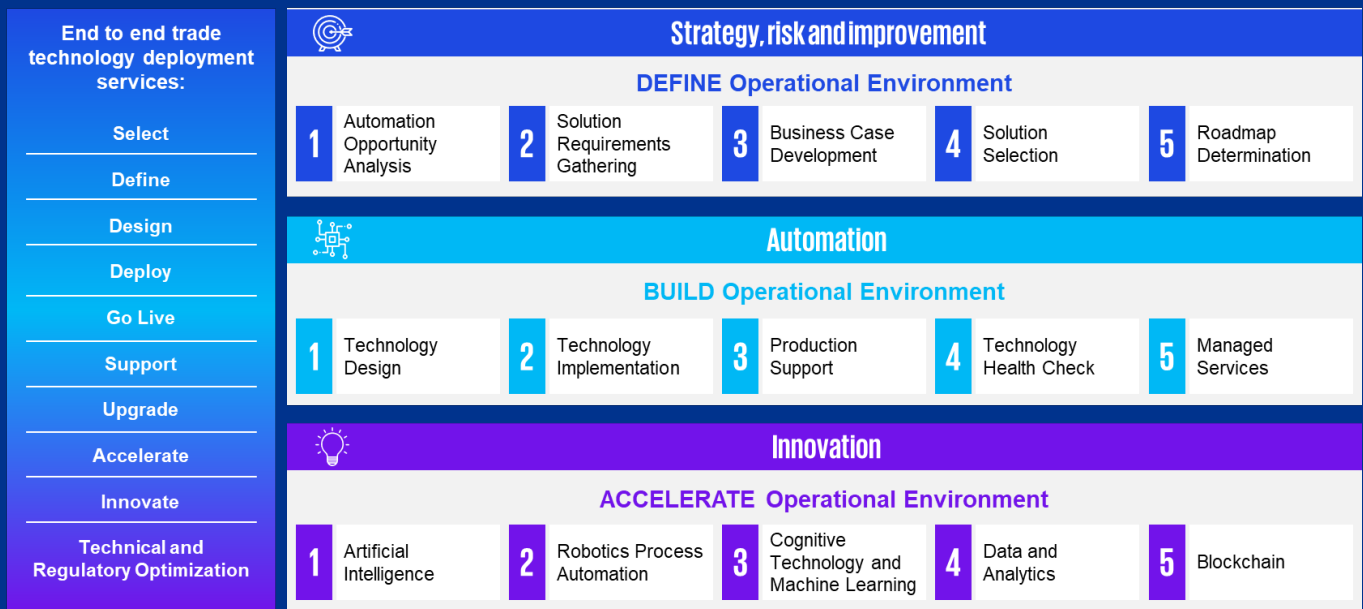 End to end trade
technology deployment
services:
Select
Define
Design
Deploy
Go Live
Support
Upgrade
Accelerate
Innovate
Technical and
Regulatory Optimization
Strategy, risk and improvement
DEFINE Operational Environment
1
Automation
Opportunity
Analysis
2
Solution
Requirements
Gathering
3
Business Case
Development
4
Solution
Selection
5
Roadmap
Determination
Automation
BUILD Operational Environment
1
Technology
Design
2
Technology
Implementation
3
Production
Support
4
Technology
Health Check
5
Managed
Services
Innovation
ACCELERATE Operational Environment
1
Artificial
Intelligence
2
Robotics Process
Automation
3
Cognitive
Technology and
Machine Learning
4
Data and
Analytics
5
Blockchain